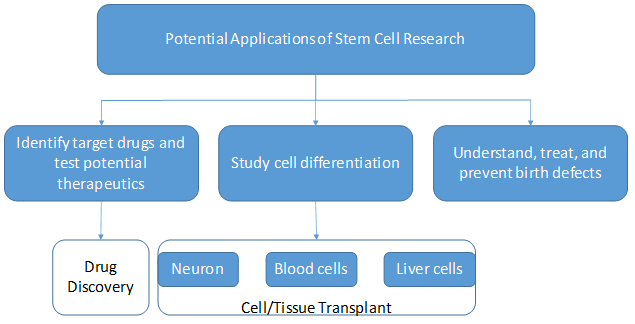 Potential Applications of Stem Cell Research
Identify target drugs and
test potential
therapeutics
Study cell differentiation
Understand, treat, and
prevent birth defects
Drug
Discovery
Neuron
Blood cells
Liver cells
Cell/Tissue Transplant